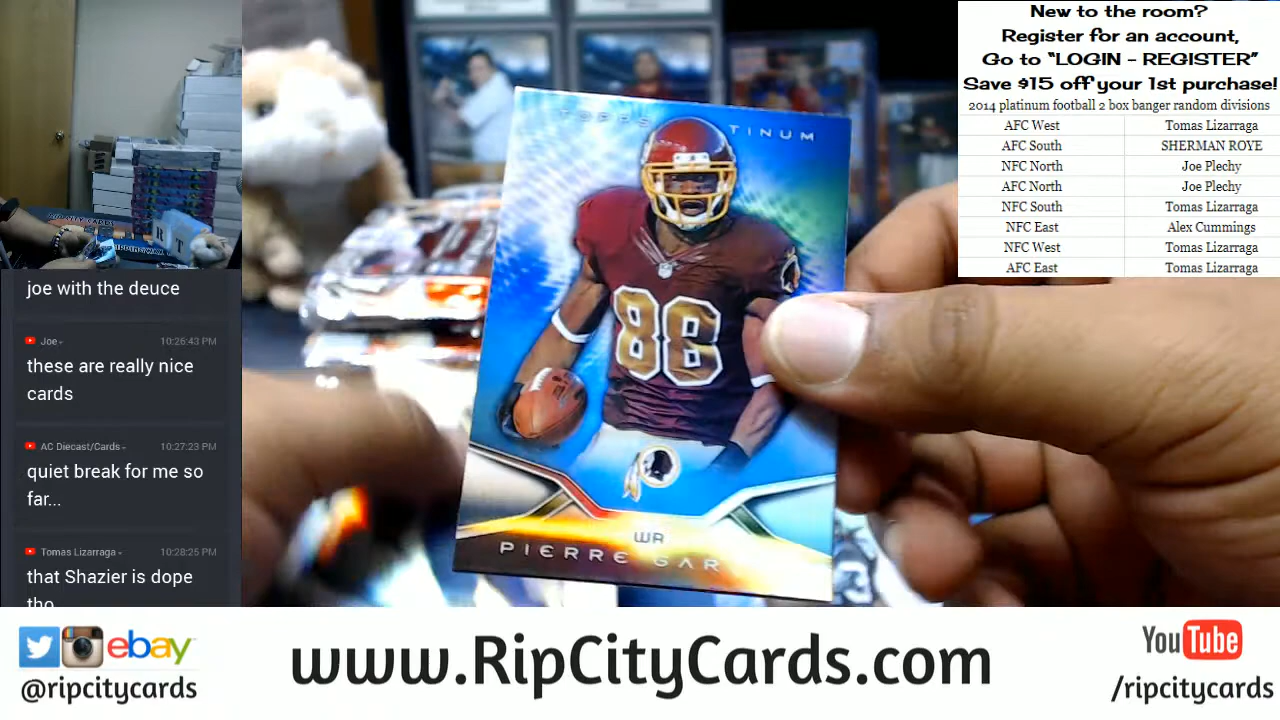 New to the room?
Register for an account,
Go to “LOGIN - REGISTER”
Save $15 off your 1st purchase!
2014 platinum football 2 box banger random divisions
AFC West Tomas Lizarraga
AFC South SHERMAN ROYE
NFC North Joe Plechy
AFC North Joe Plechy
NFC South Tomas Lizarraga
NFC East Alex Cummings
NFC West Tomas Lizarraga
AFC East Tomas Lizarraga
joe with the deuce
Joe 10:26:43 PM
these are really nice
cards
AC Diecast/Cards 10:27:23 PM
quiet break for me so
far...
Tomas Lizarraga 10:28:25 PM
that Shazier is dope
tho
TOPPS TINUM
88
WR
PIERRE GAR
ebay
@ripcitycards
www.RipCityCards.com
YouTube
/ripcitycards